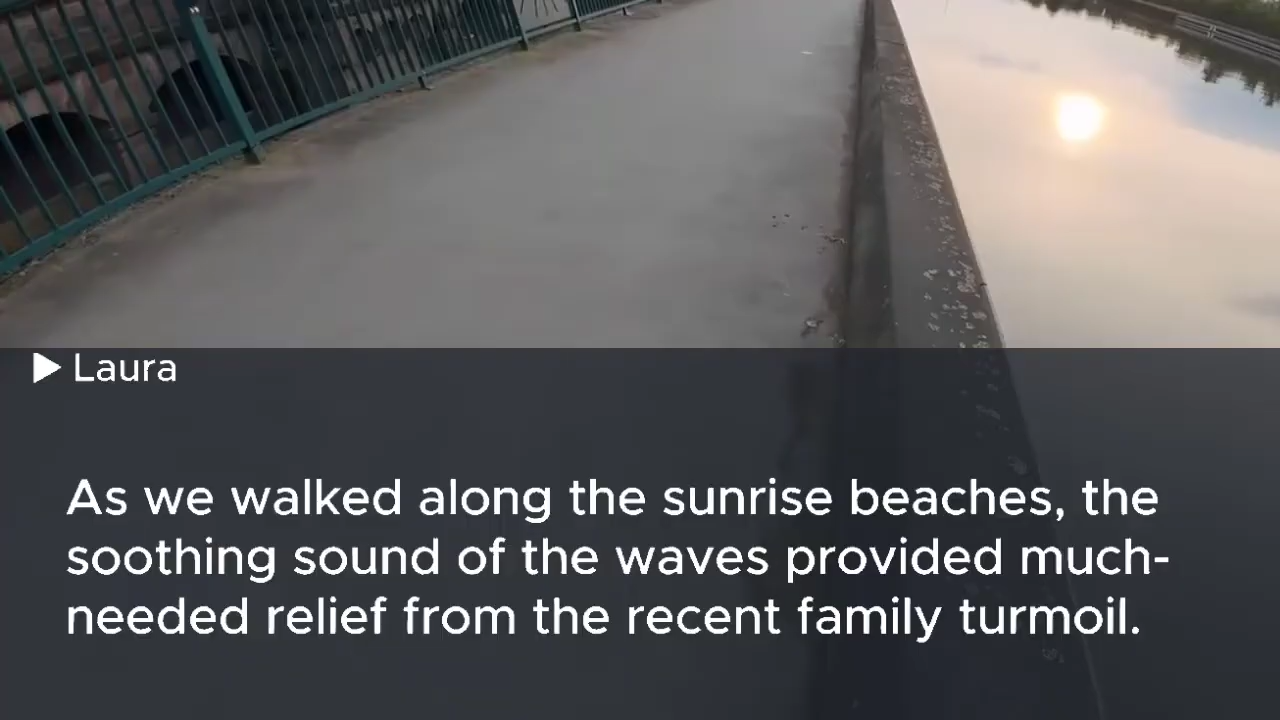 Laura
As we walked along the sunrise beaches, the
soothing sound of the waves provided much-
needed relief from the recent family turmoil.